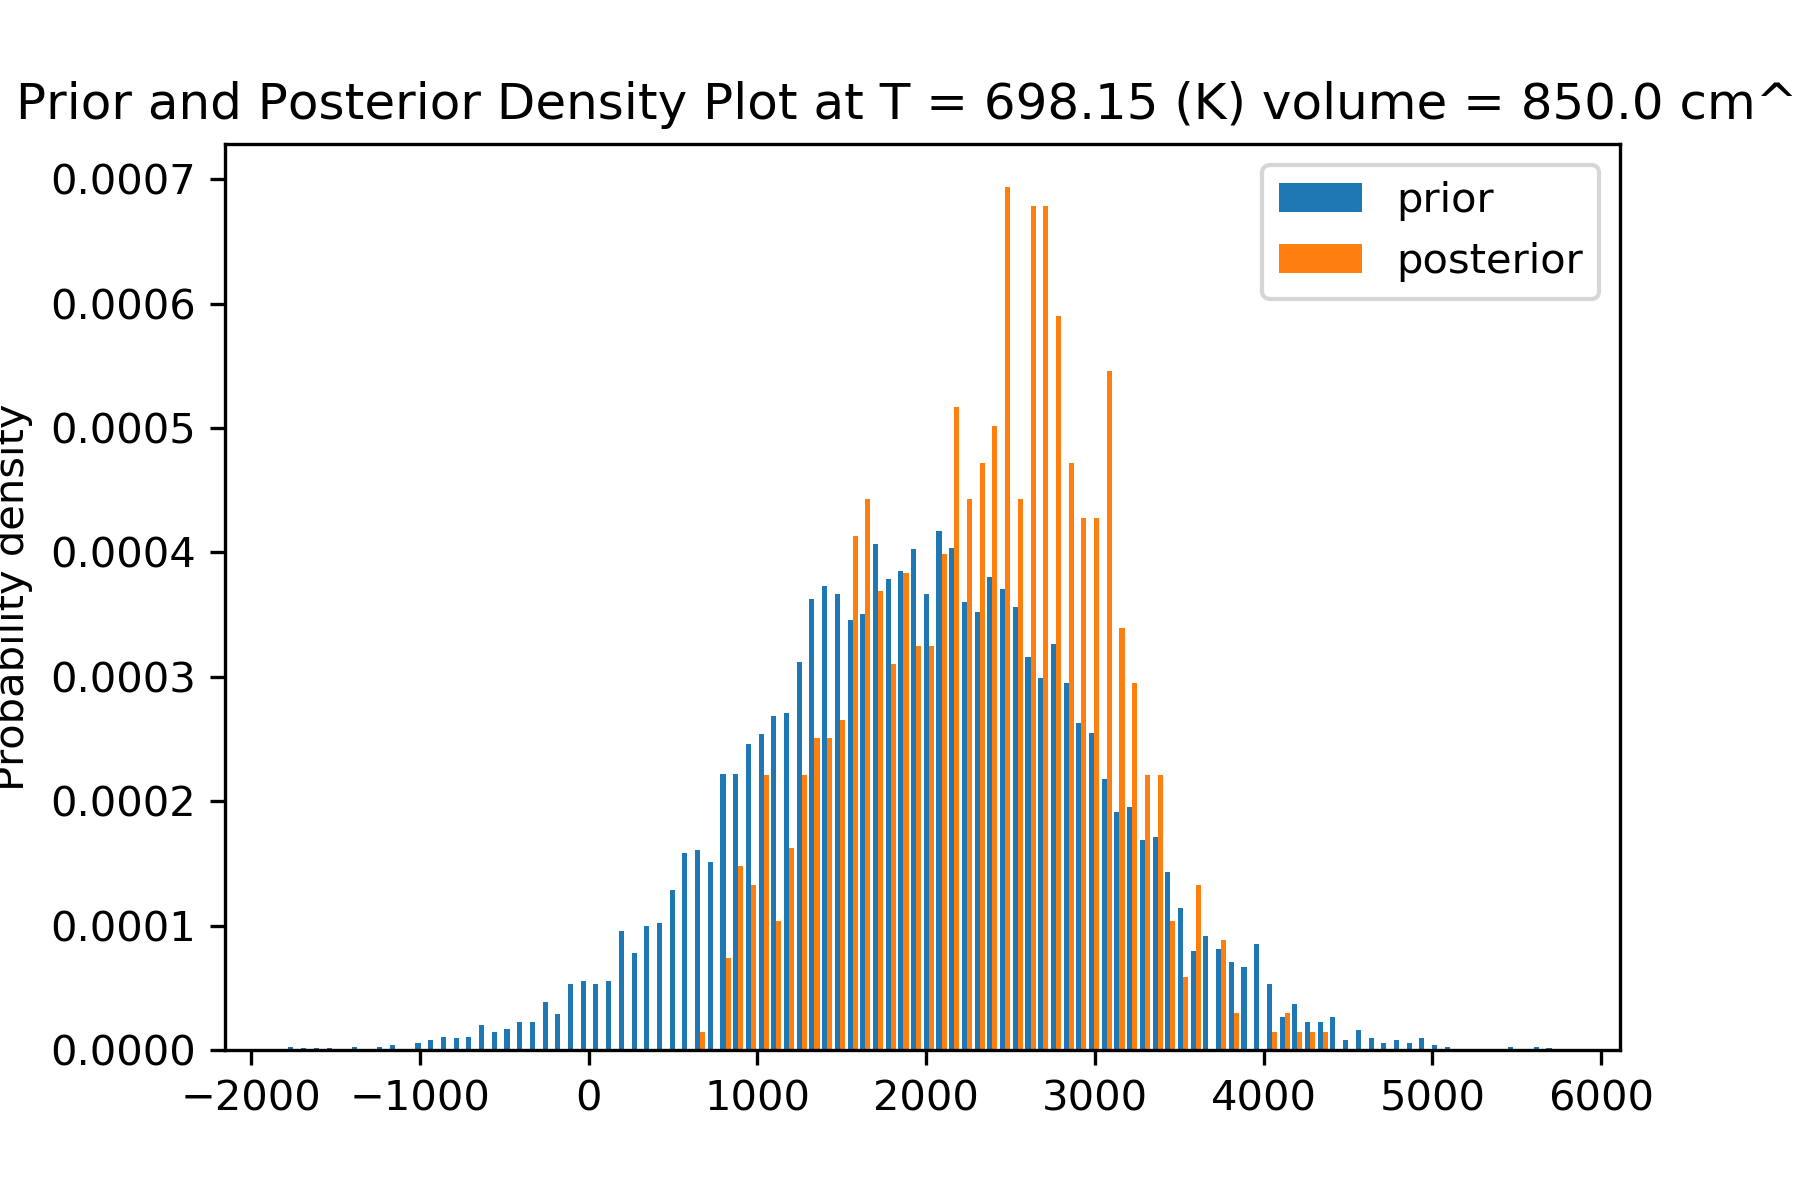 Prior and Posterior Density Plot at T = 698.15 (K) volume = 850.0 cm^
prior
posterior
Probability density
0.0007
0.0006
0.0005
0.0004
0.0003
0.0002
0.0001
0.0000
−2000 −1000 0 1000 2000 3000 4000 5000 6000